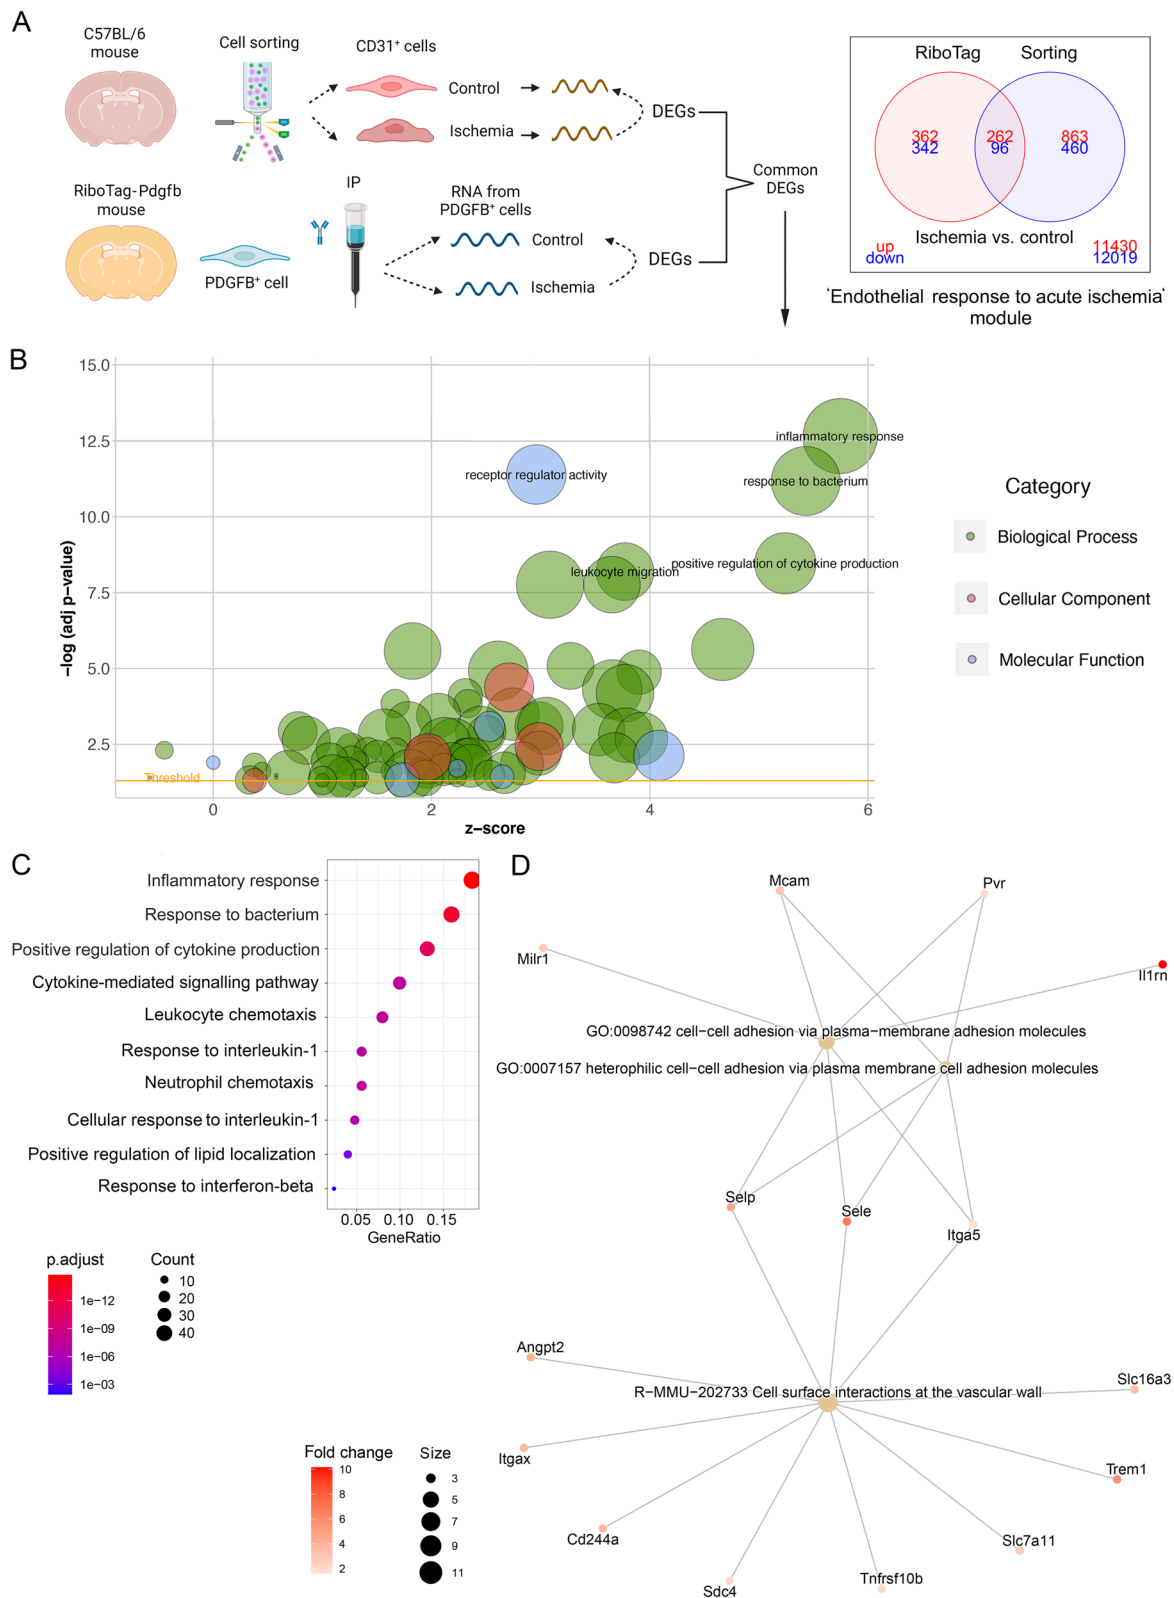 A
C57BL/6
mouse
Cell sorting
CD31⁺ cells
Control
Ischemia
DEGs
RiboTag-Pdgfb
mouse
PDGFB⁺ cell
IP
RNA from
PDGFB⁺ cells
Control
Ischemia
DEGs
Common
DEGs
RiboTag
Sorting
362
342
262
96
863
460
Ischemia vs. control
up
down
11430
12019
'Endothelial response to acute ischemia'
module
B
15.0
12.5
10.0
7.5
5.0
2.5
−log (adj p−value)
inflammatory response
receptor regulator activity
response to bacterium
positive regulation of cytokine production
leukocyte migration
Threshold
0
2
4
6
z−score
Category
Biological Process
Cellular Component
Molecular Function
C
Inflammatory response
Response to bacterium
Positive regulation of cytokine production
Cytokine-mediated signalling pathway
Leukocyte chemotaxis
Response to interleukin-1
Neutrophil chemotaxis
Cellular response to interleukin-1
Positive regulation of lipid localization
Response to interferon-beta
0.05
0.10
0.15
GeneRatio
p.adjust
1e−12
1e−09
1e−06
1e−03
Count
10
20
30
40
D
Mcam
Pvr
Milr1
Il1rn
GO:0098742 cell−cell adhesion via plasma−membrane adhesion molecules
GO:0007157 heterophilic cell−cell adhesion via plasma membrane cell adhesion molecules
Selp
Sele
Itga5
Angpt2
R−MMU−202733 Cell surface interactions at the vascular wall
Slc16a3
Itgax
Trem1
Cd244a
Slc7a11
Sdc4
Tnfrsf10b
Fold change
10
8
6
4
2
Size
3
5
7
9
11